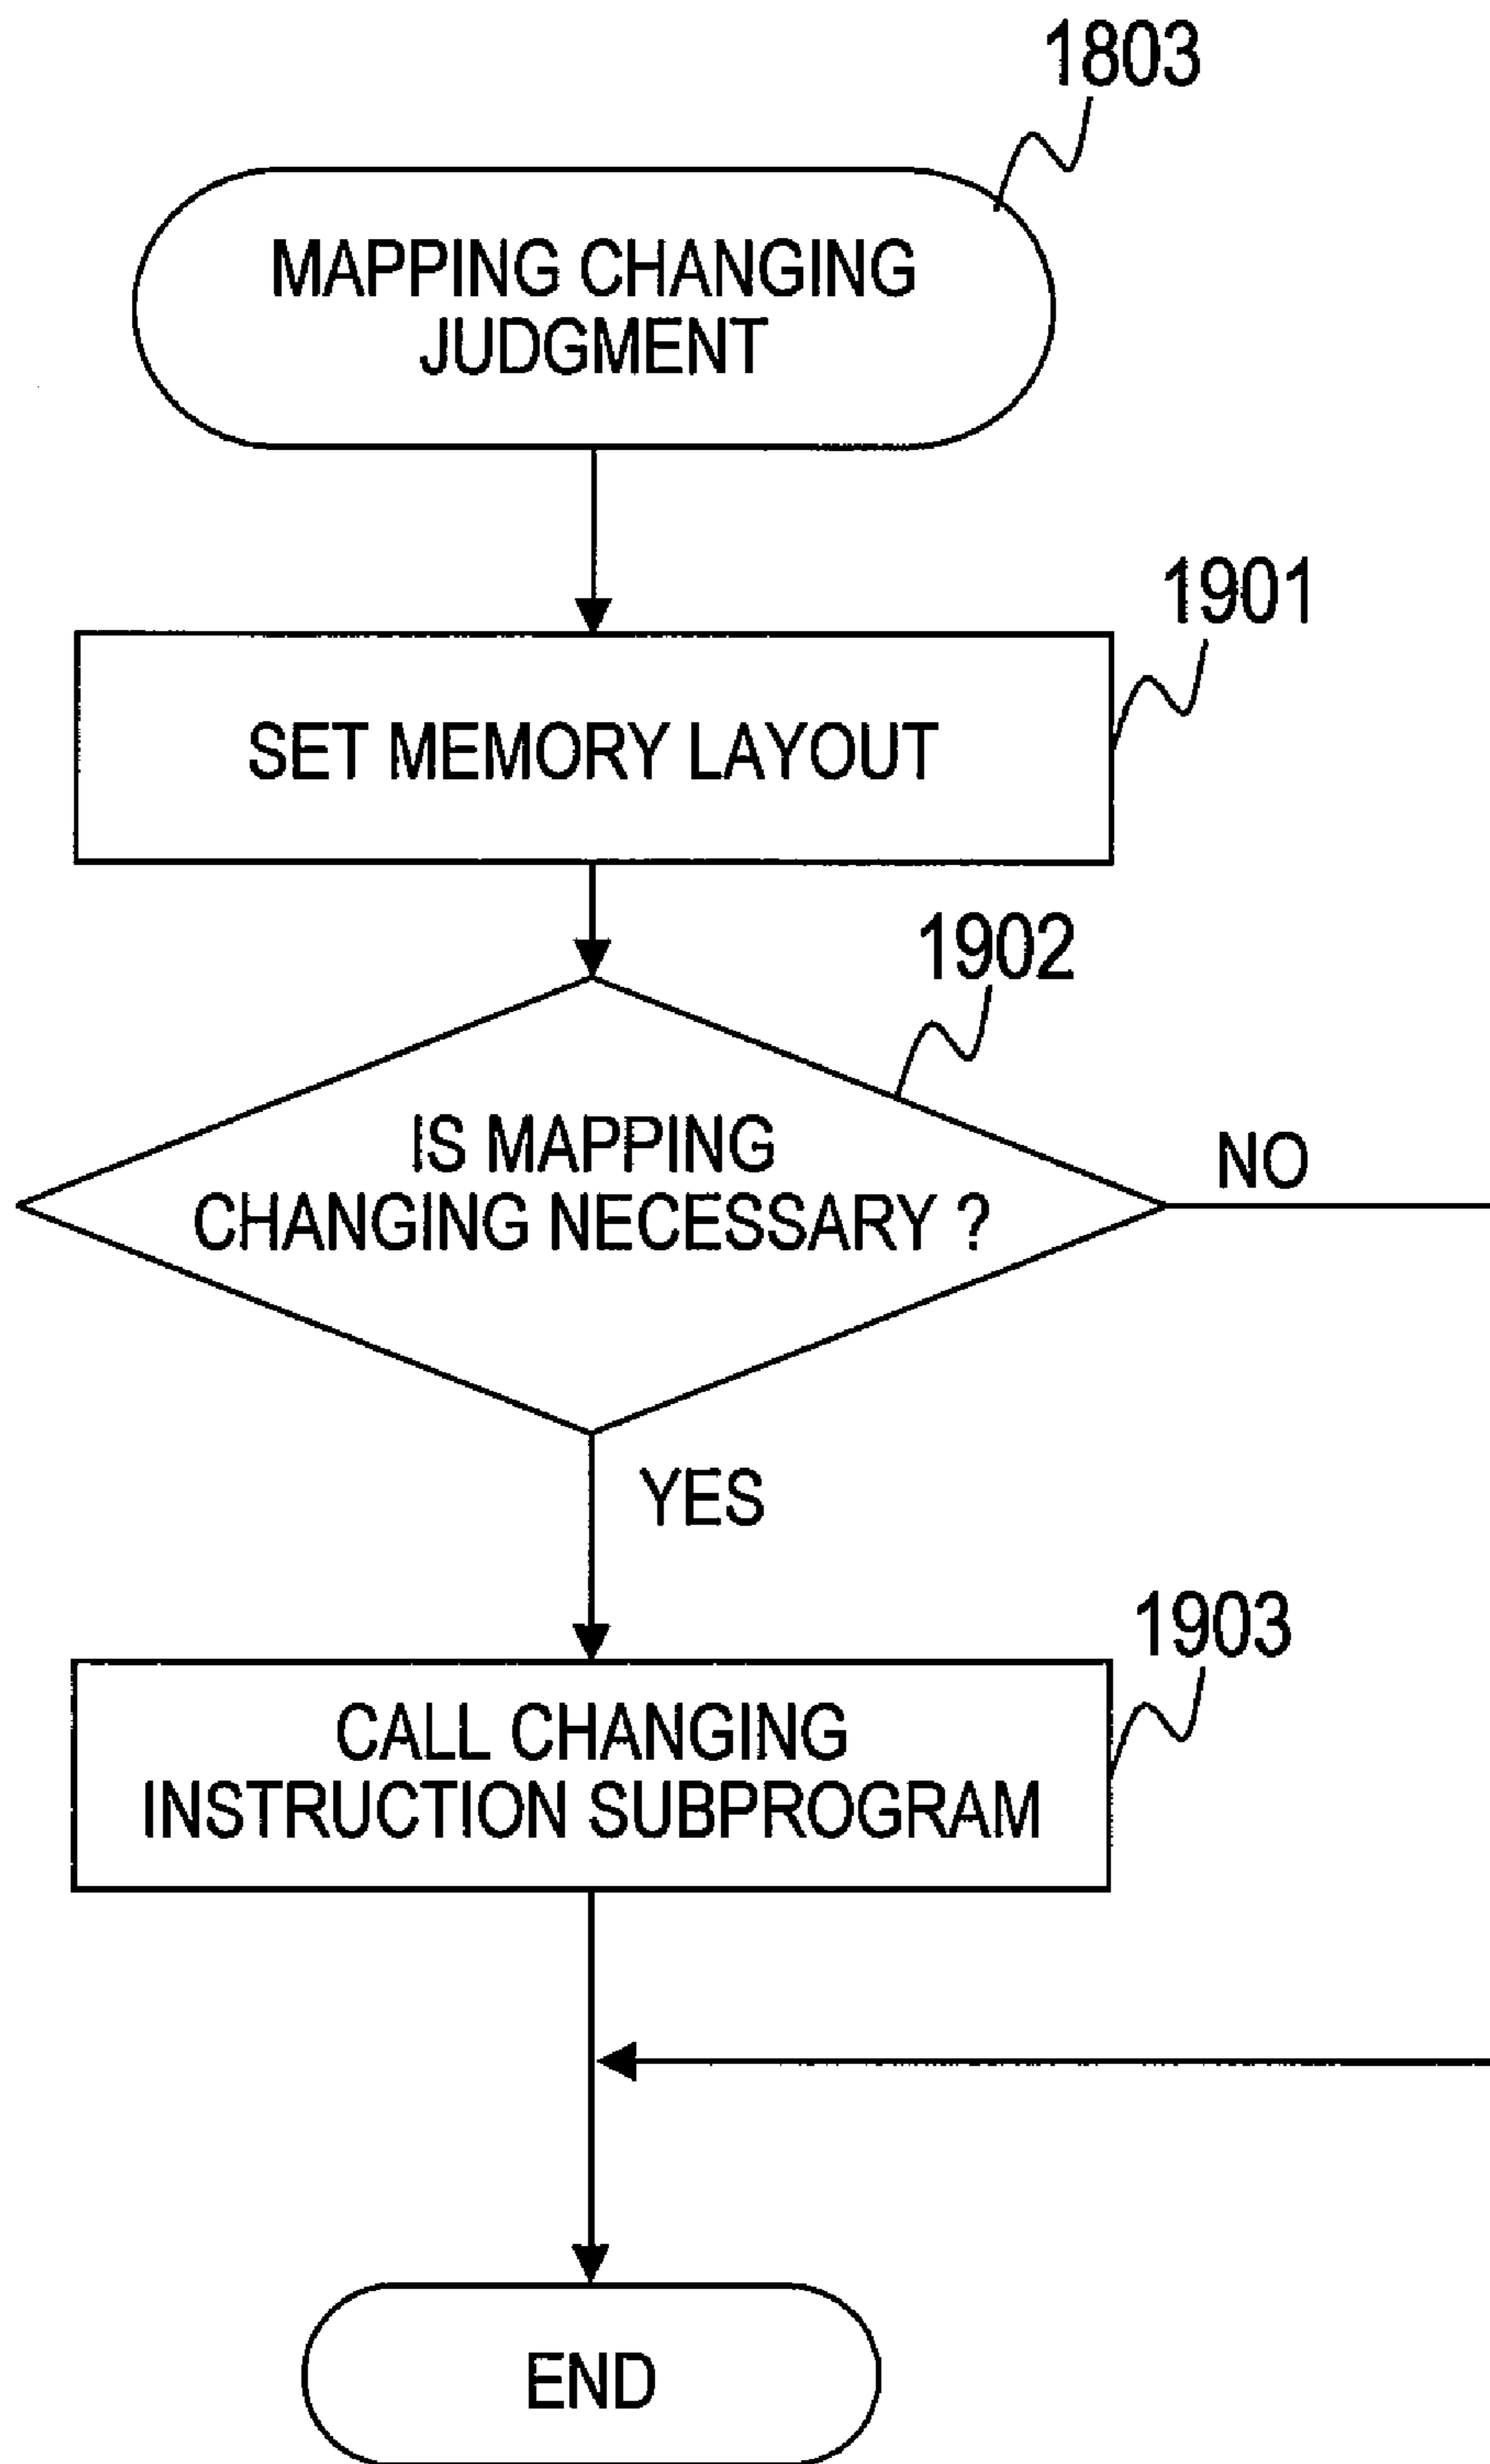 1803
MAPPING CHANGING
JUDGMENT
1901
SET MEMORY LAYOUT
1902
IS MAPPING
CHANGING NECESSARY ?
NO
YES
1903
CALL CHANGING
INSTRUCTION SUBPROGRAM
END